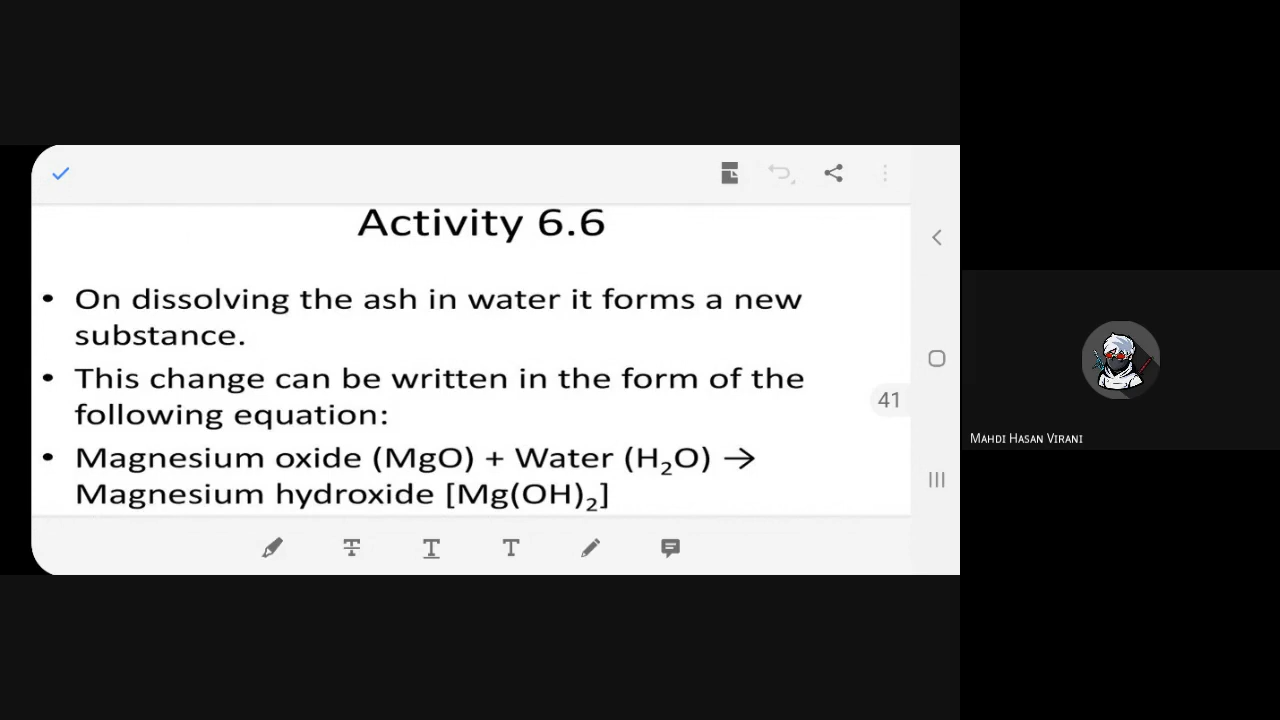 Activity 6.6
• On dissolving the ash in water it forms a new
substance.
• This change can be written in the form of the
following equation:
41
• Magnesium oxide (MgO) + Water (H₂O) →
Magnesium hydroxide [Mg(OH)₂]
Mahdi Hasan Virani